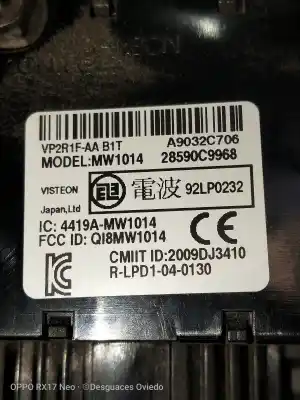 VISTEON
VP2R1F-AA B1T A9032C706
MODEL:MW1014 28590C9968
VISTEON
Japan,Ltd
電波 92LP0232
IC: 4419A-MW1014
FCC ID: QI8MW1014
CE
CMIIT ID:2009DJ3410
R-LPD1-04-0130
OPPO RX17 Neo · ©Desguaces Oviedo